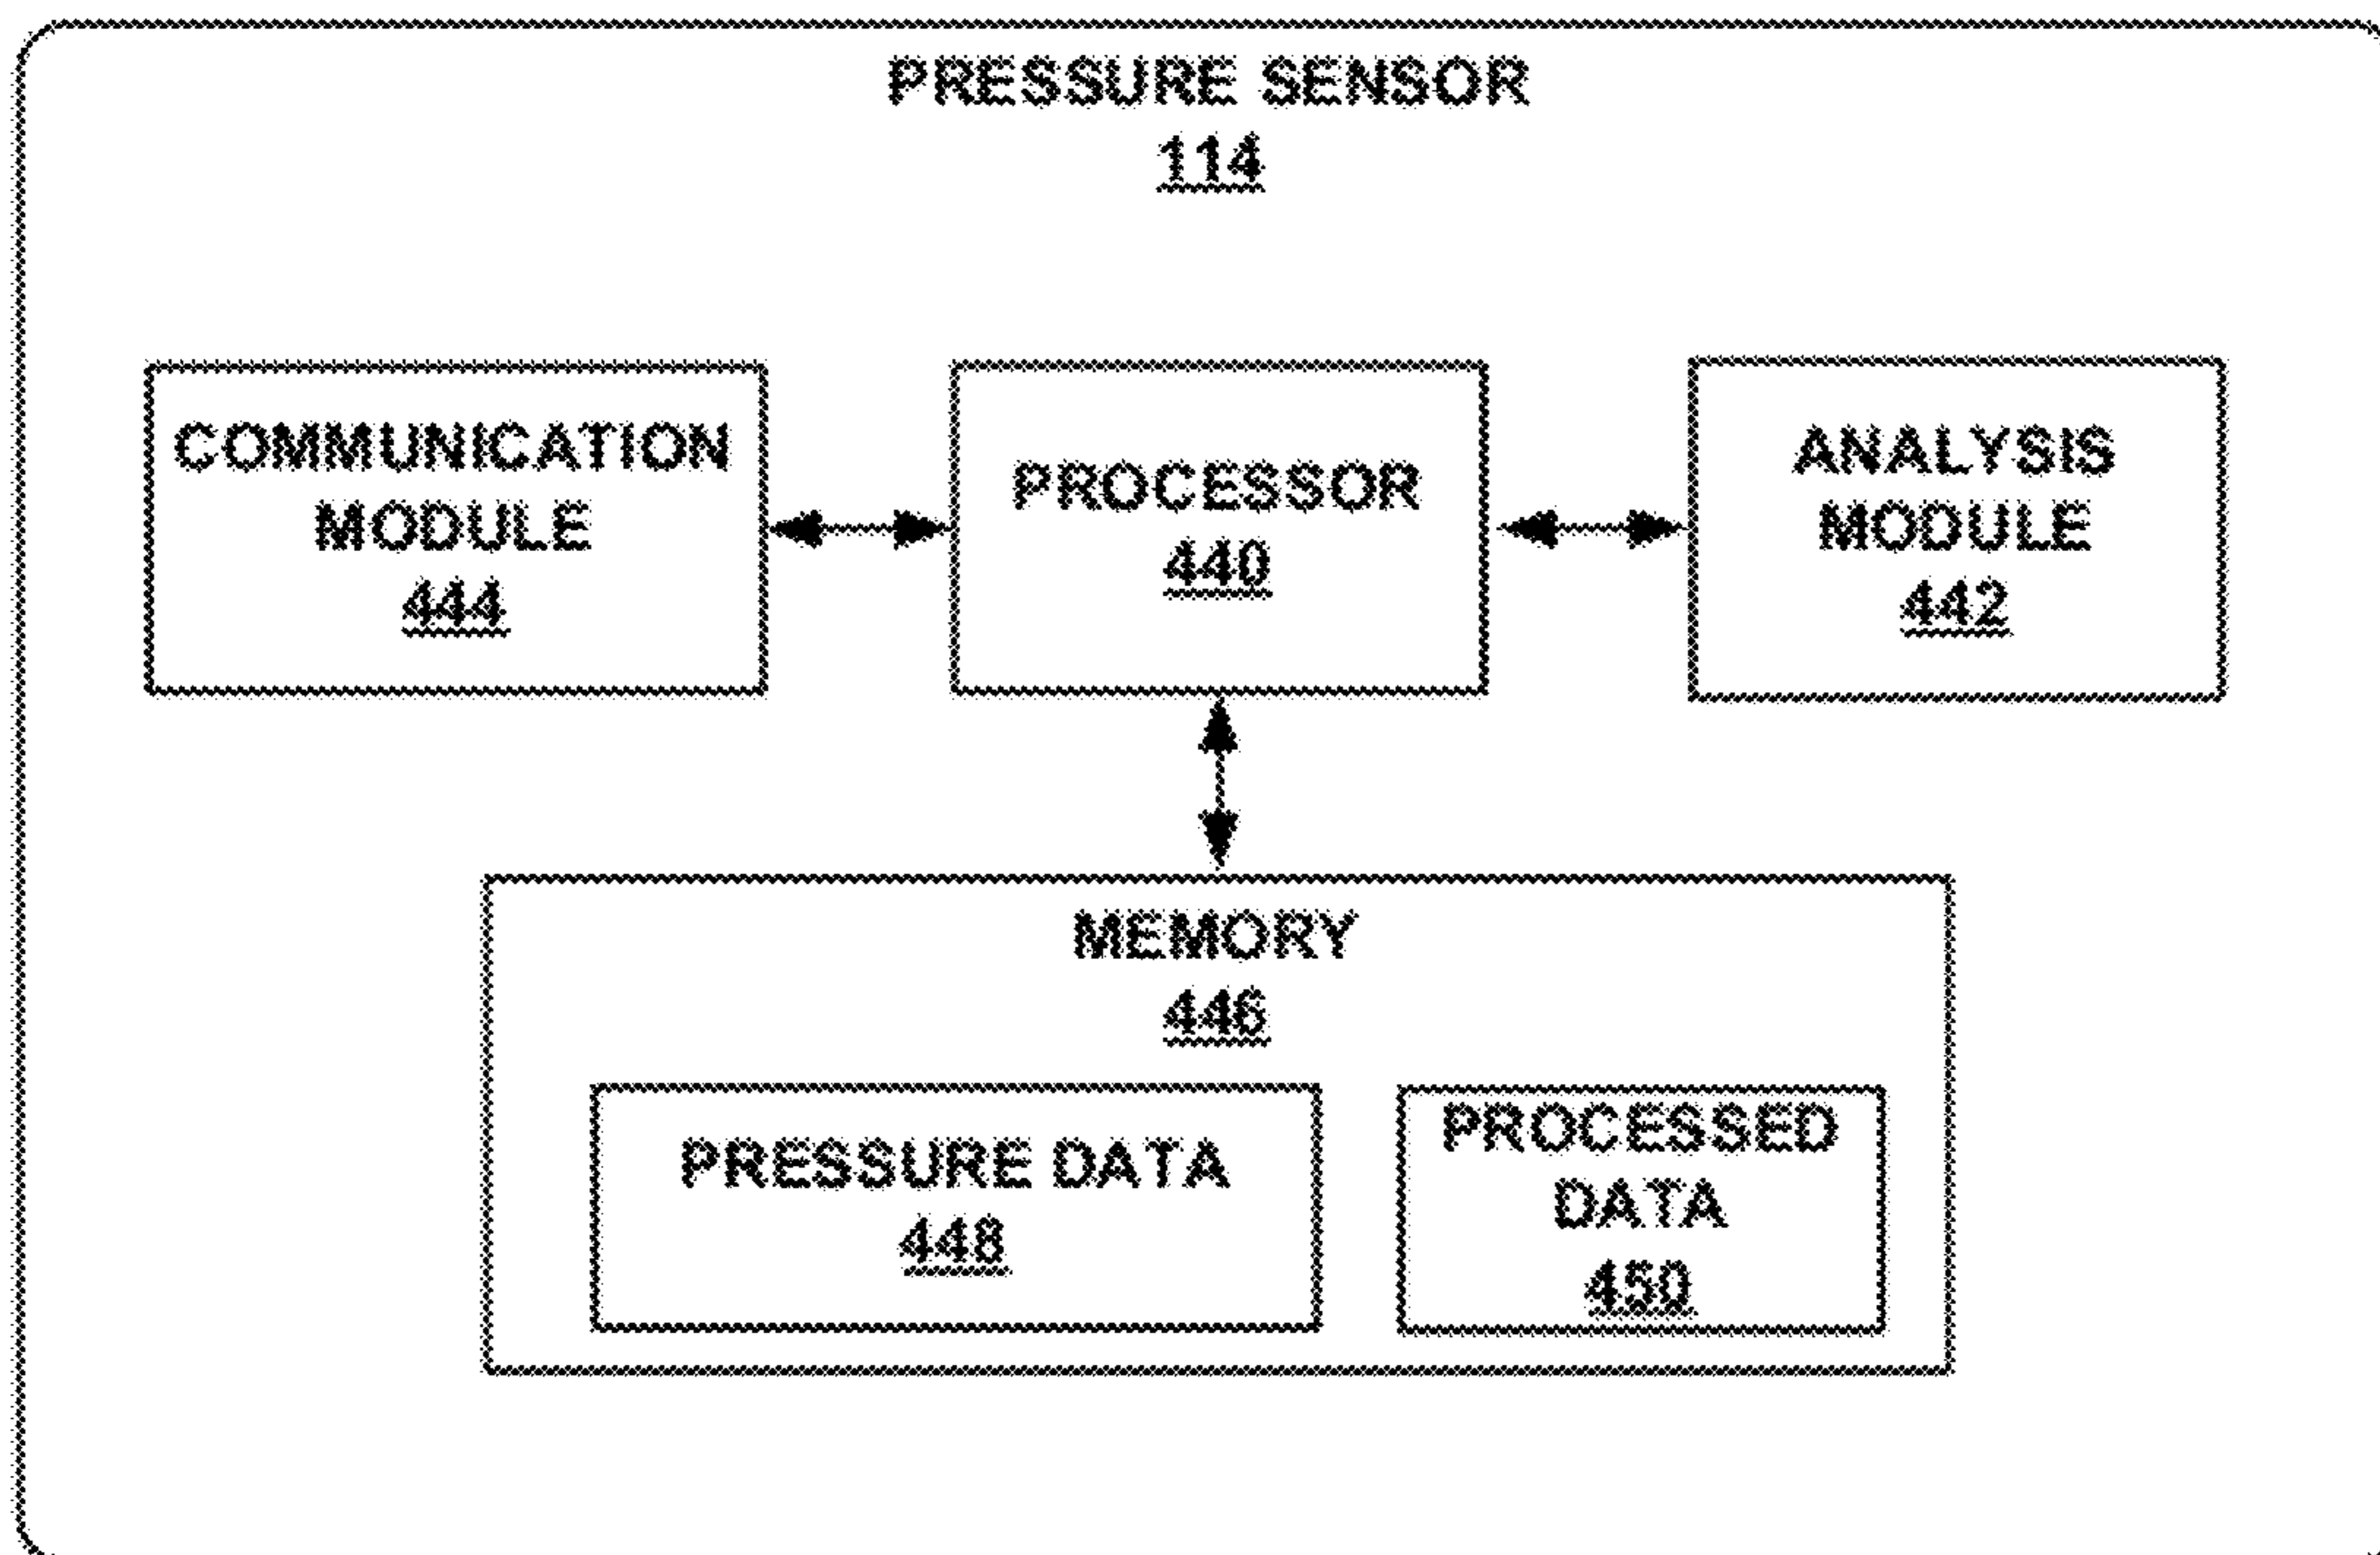 PRESSURE SENSOR
114
COMMUNICATION
MODULE
444
PROCESSOR
440
ANALYSIS
MODULE
442
MEMORY
446
PRESSURE DATA
448
PROCESSED
DATA
450